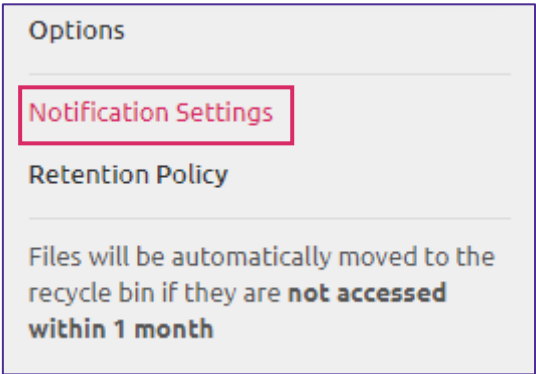 Options
Notification Settings
Retention Policy
Files will be automatically moved to the
recycle bin if they are not accessed
within 1 month